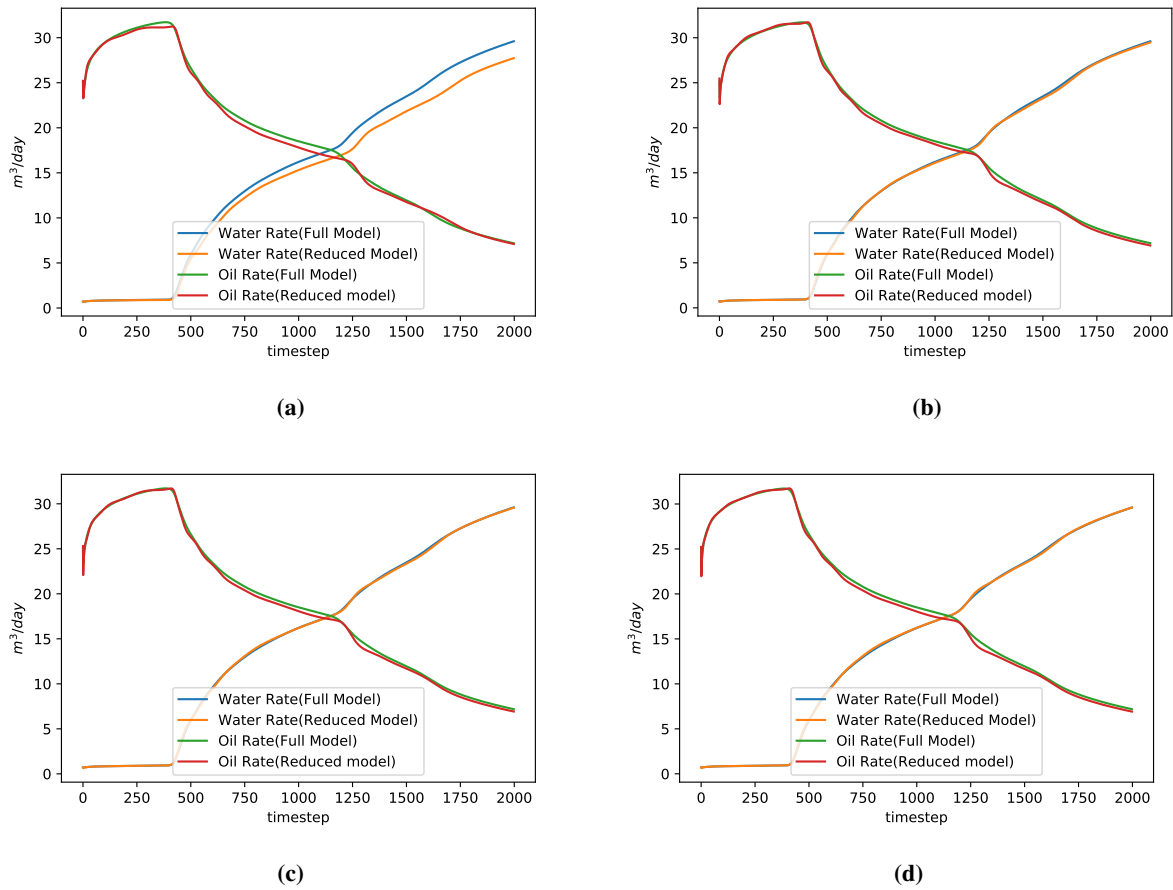 30
25
20
15
10
5
0
m³/day
Water Rate(Full Model)
Water Rate(Reduced Model)
Oil Rate(Full Model)
Oil Rate(Reduced model)
0 250 500 750 1000 1250 1500 1750 2000
timestep
(a)
30
25
20
15
10
5
0
m³/day
Water Rate(Full Model)
Water Rate(Reduced Model)
Oil Rate(Full Model)
Oil Rate(Reduced model)
0 250 500 750 1000 1250 1500 1750 2000
timestep
(b)
30
25
20
15
10
5
0
m³/day
Water Rate(Full Model)
Water Rate(Reduced Model)
Oil Rate(Full Model)
Oil Rate(Reduced model)
0 250 500 750 1000 1250 1500 1750 2000
timestep
(c)
30
25
20
15
10
5
0
m³/day
Water Rate(Full Model)
Water Rate(Reduced Model)
Oil Rate(Full Model)
Oil Rate(Reduced model)
0 250 500 750 1000 1250 1500 1750 2000
timestep
(d)